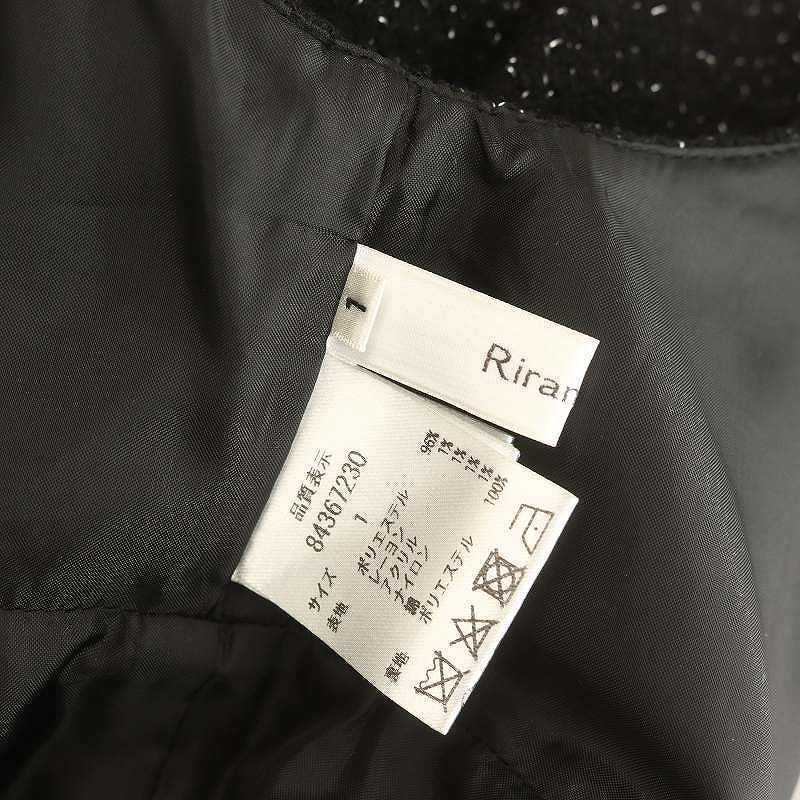 1
Riran
品質表示
84367230
サイズ 1
表地 ポリエステル 96%
レーヨン 1%
アクリル 1%
ナイロン 1%
綿 1%
裏地 ポリエステル 100%